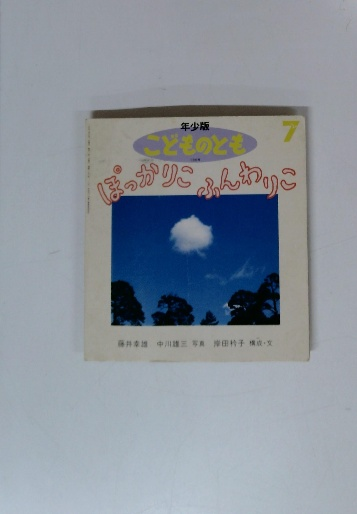 年少版
こどものとも
7
ぽっかりこ ふんわりこ
藤井幸雄 中川雄三 写真 岸田衿子 構成・文